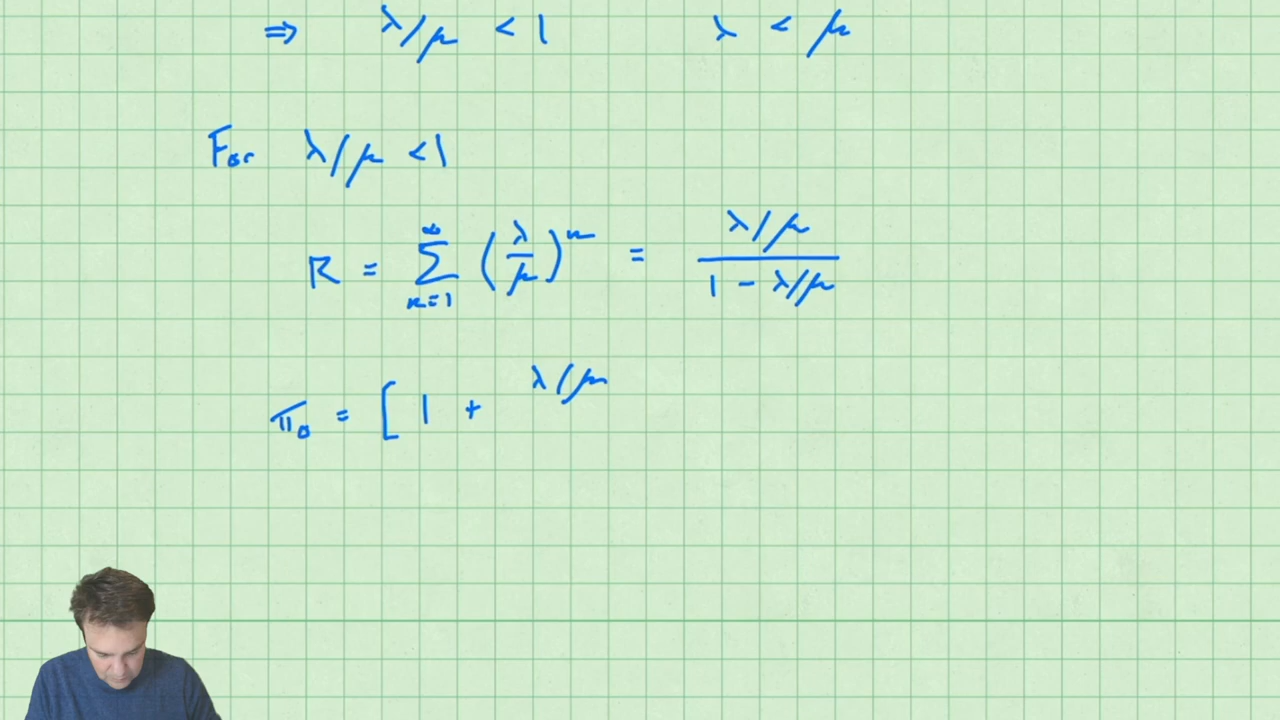 ⇒ λ/μ < 1 λ < μ
For λ/μ < 1
R = ∑_{n=1}^{∞} (λ/μ)^n = (λ/μ)/(1 - λ/μ)
π₀ = [ 1 + λ/μ